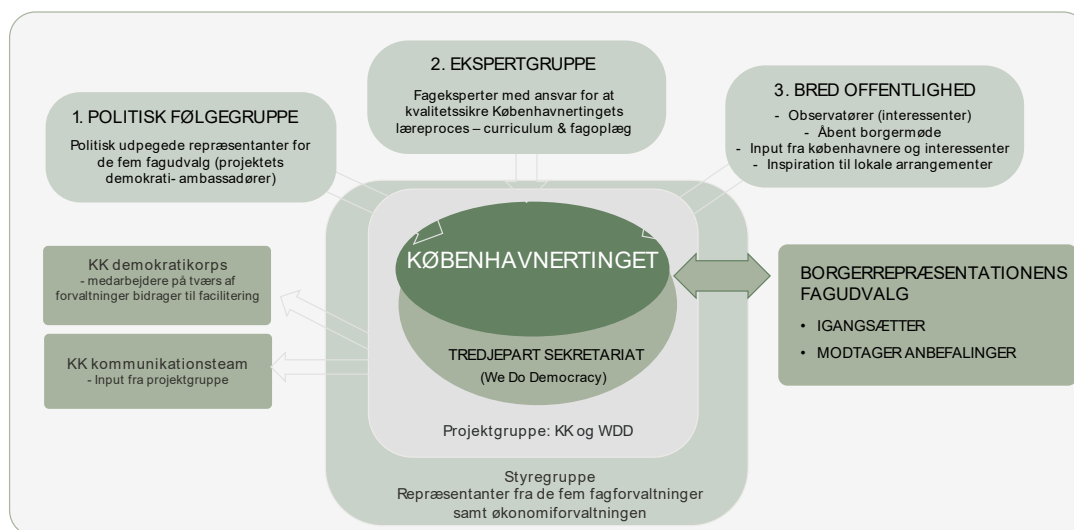 1. POLITISK FØLGEGRUPPE
Politisk udpegede repræsentanter for
de fem fagudvalg (projektets
demokrati- ambassadører)
2. EKSPERTGRUPPE
Fageksperter med ansvar for at
kvalitetssikre Københavnertingets
læreproces – curriculum & fagoplæg
3. BRED OFFENTLIGHED
- Observatører (interessenter)
- Åbent borgermøde
- Input fra københavnere og interessenter
- Inspiration til lokale arrangementer
KK demokratikorps
- medarbejdere på tværs af
forvaltninger bidrager til facilitering
KK kommunikationsteam
- Input fra projektgruppe
KØBENHAVNERTINGET
TREDJEPART SEKRETARIAT
(We Do Democracy)
Projektgruppe: KK og WDD
Styregruppe
Repræsentanter fra de fem fagforvaltninger
samt økonomiforvaltningen
BORGERREPRÆSENTATIONENS
FAGUDVALG
• IGANGSÆTTER
• MODTAGER ANBEFALINGER